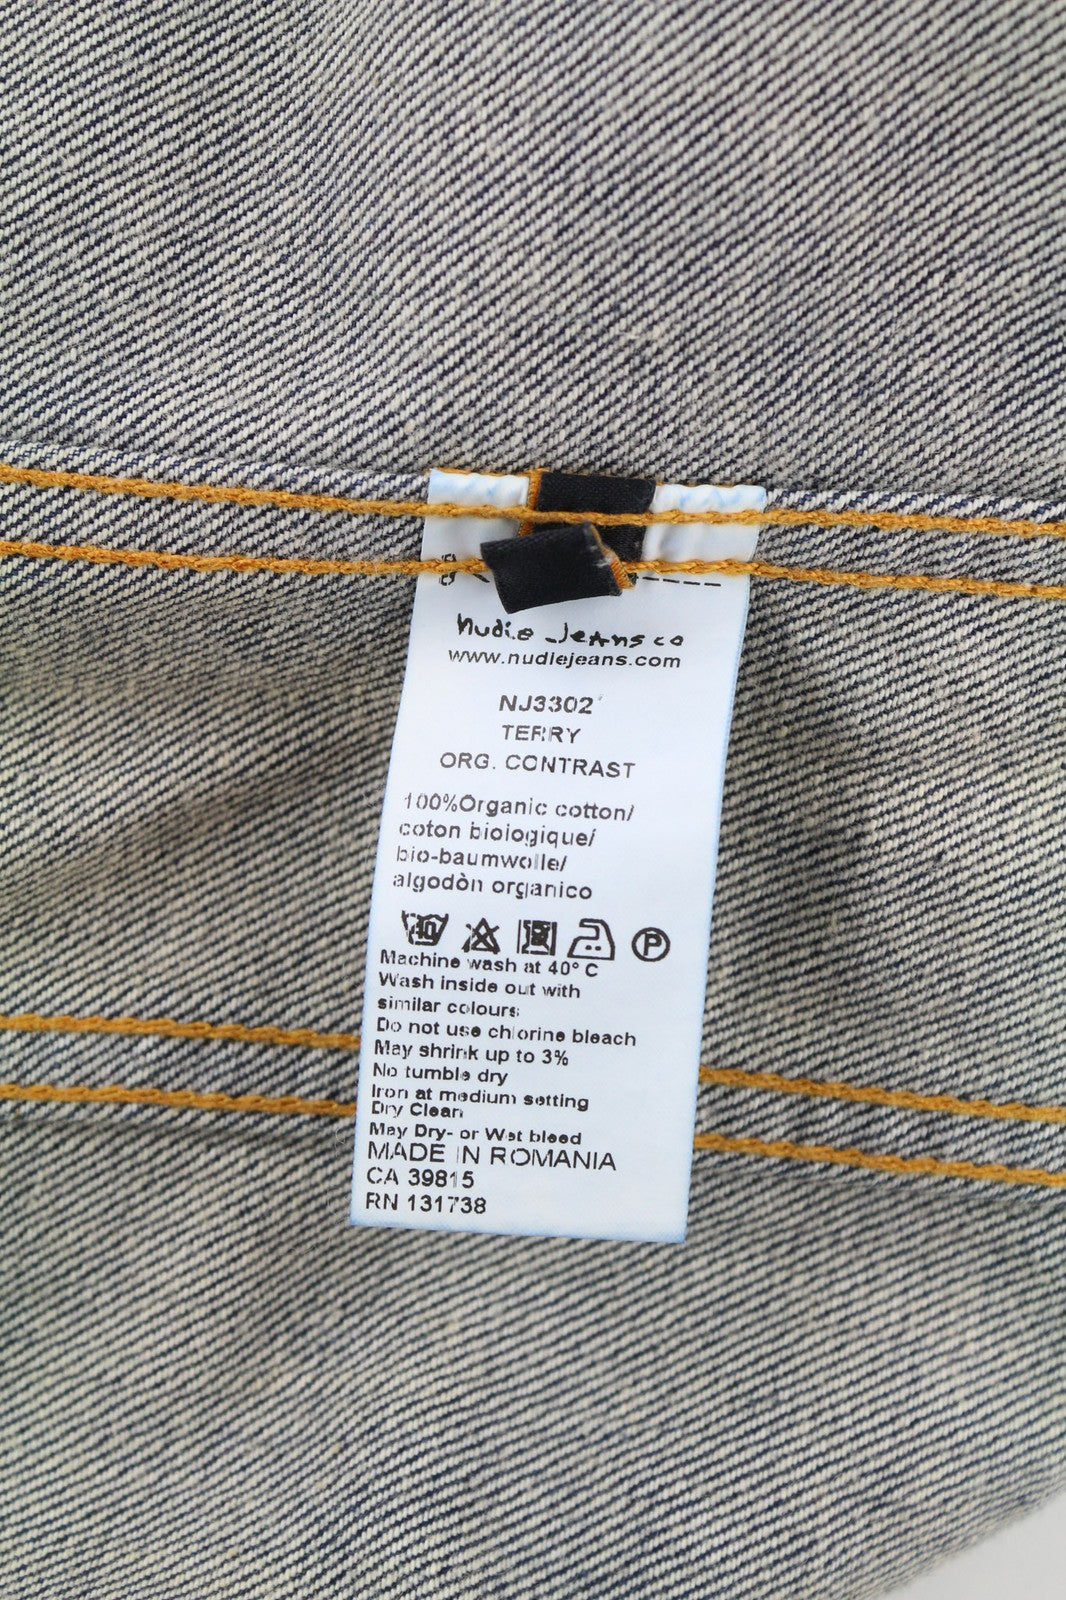 Nudie Jeans co
www.nudiejeans.com
NJ3302
TERRY
ORG. CONTRAST
100%Organic cotton/
coton biologique/
bio-baumwolle/
algodòn organico
40 P
Machine wash at 40° C
Wash inside out with
similar colours
Do not use chlorine bleach
May shrink up to 3%
No tumble dry
Iron at medium setting
Dry Clean
May Dry- or Wet bleed
MADE IN ROMANIA
CA 39815
RN 131738